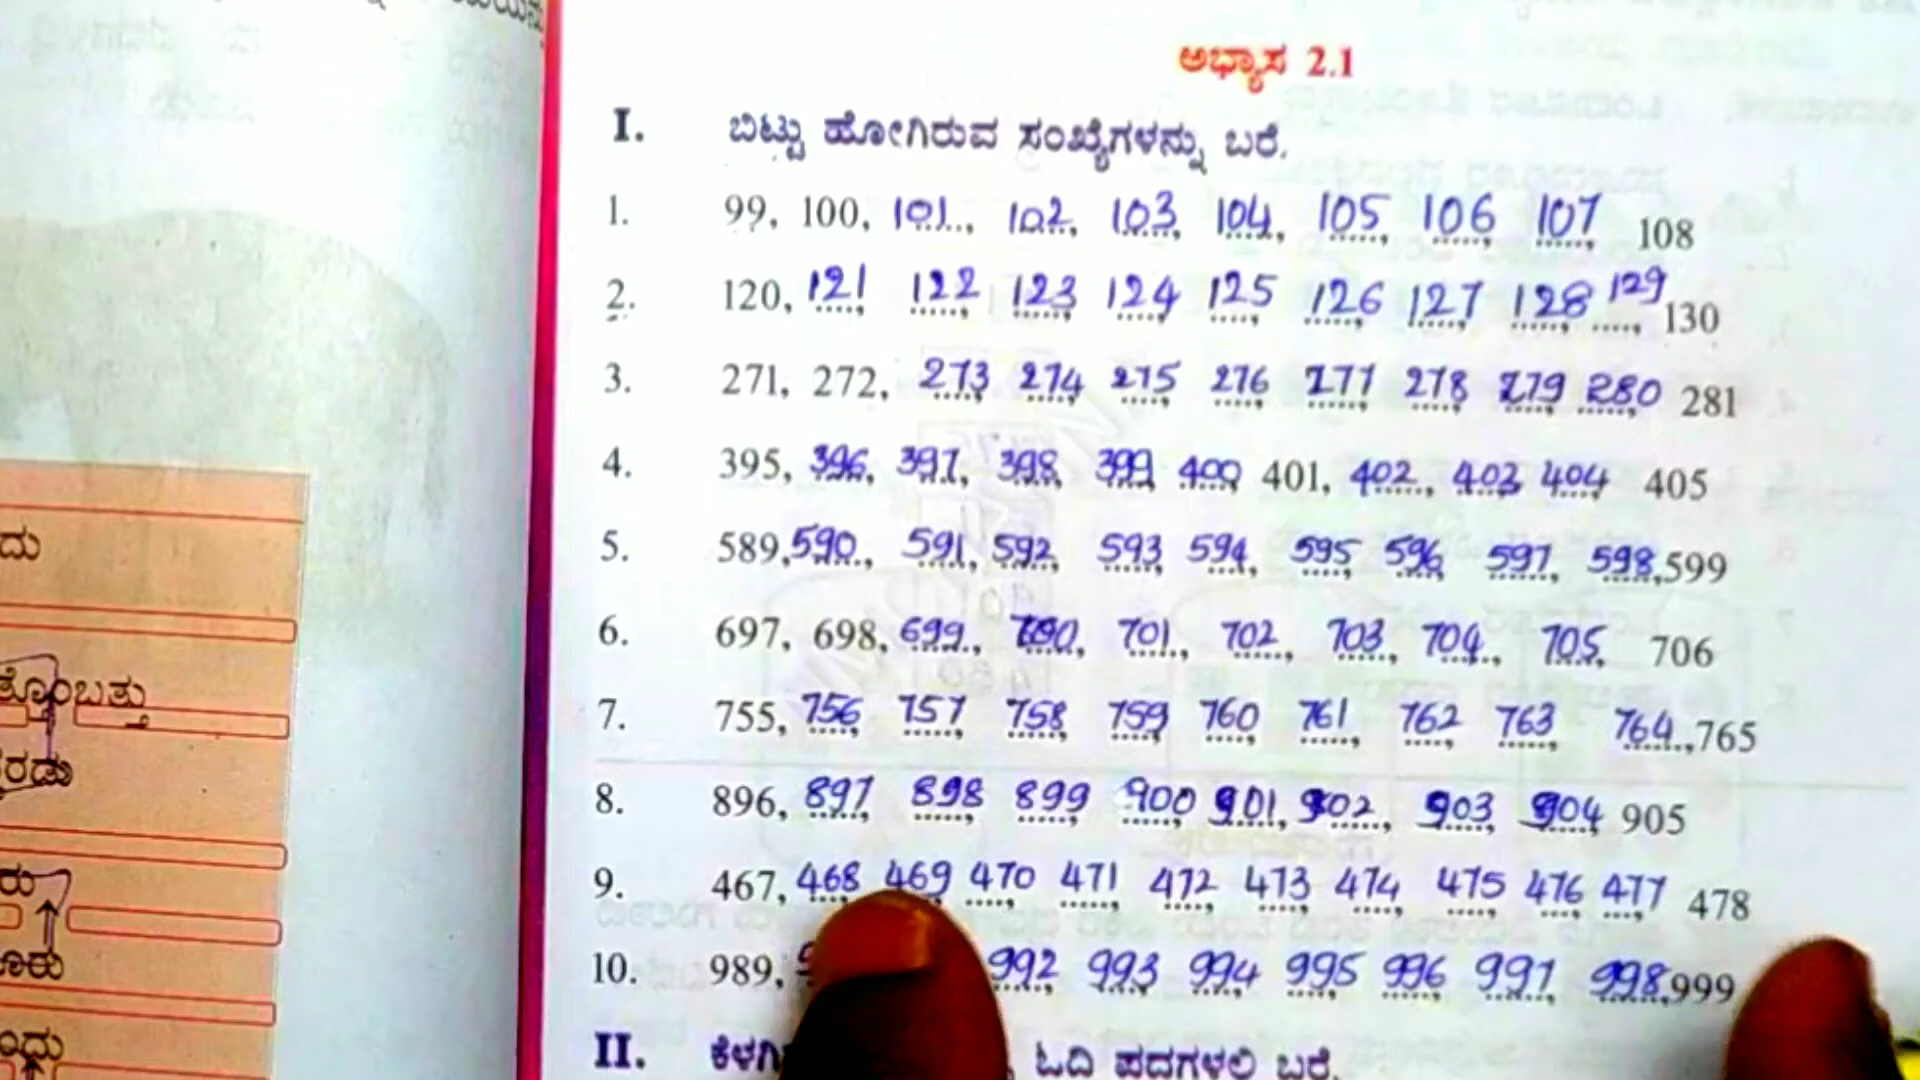 ಅಭ್ಯಾಸ 2.1
I. ಬಿಟ್ಟು ಹೋಗಿರುವ ಸಂಖ್ಯೆಗಳನ್ನು ಬರೆ.
1. 99, 100, 101, 102, 103, 104, 105, 106, 107 108
2. 120, 121, 122, 123, 124, 125, 126, 127, 128, 129, 130
3. 271, 272, 273, 274, 275, 276, 277, 278, 279, 280, 281
4. 395, 396, 397, 398, 399, 400, 401, 402, 403, 404 405
5. 589, 590, 591, 592, 593, 594, 595, 596, 597, 598, 599
6. 697, 698, 699, 700, 701, 702, 703, 704, 705, 706
7. 755, 756, 757, 758, 759, 760, 761, 762, 763, 764, 765
8. 896, 897, 898, 899, 900, 901, 902, 903, 904 905
9. 467, 468, 469, 470, 471, 472, 473, 474, 475, 476, 477, 478
10. 989, 992, 993, 994, 995, 996, 997, 998, 999
II. ಓದಿ ಪದಗಳಲ್ಲಿ ಬರೆ.